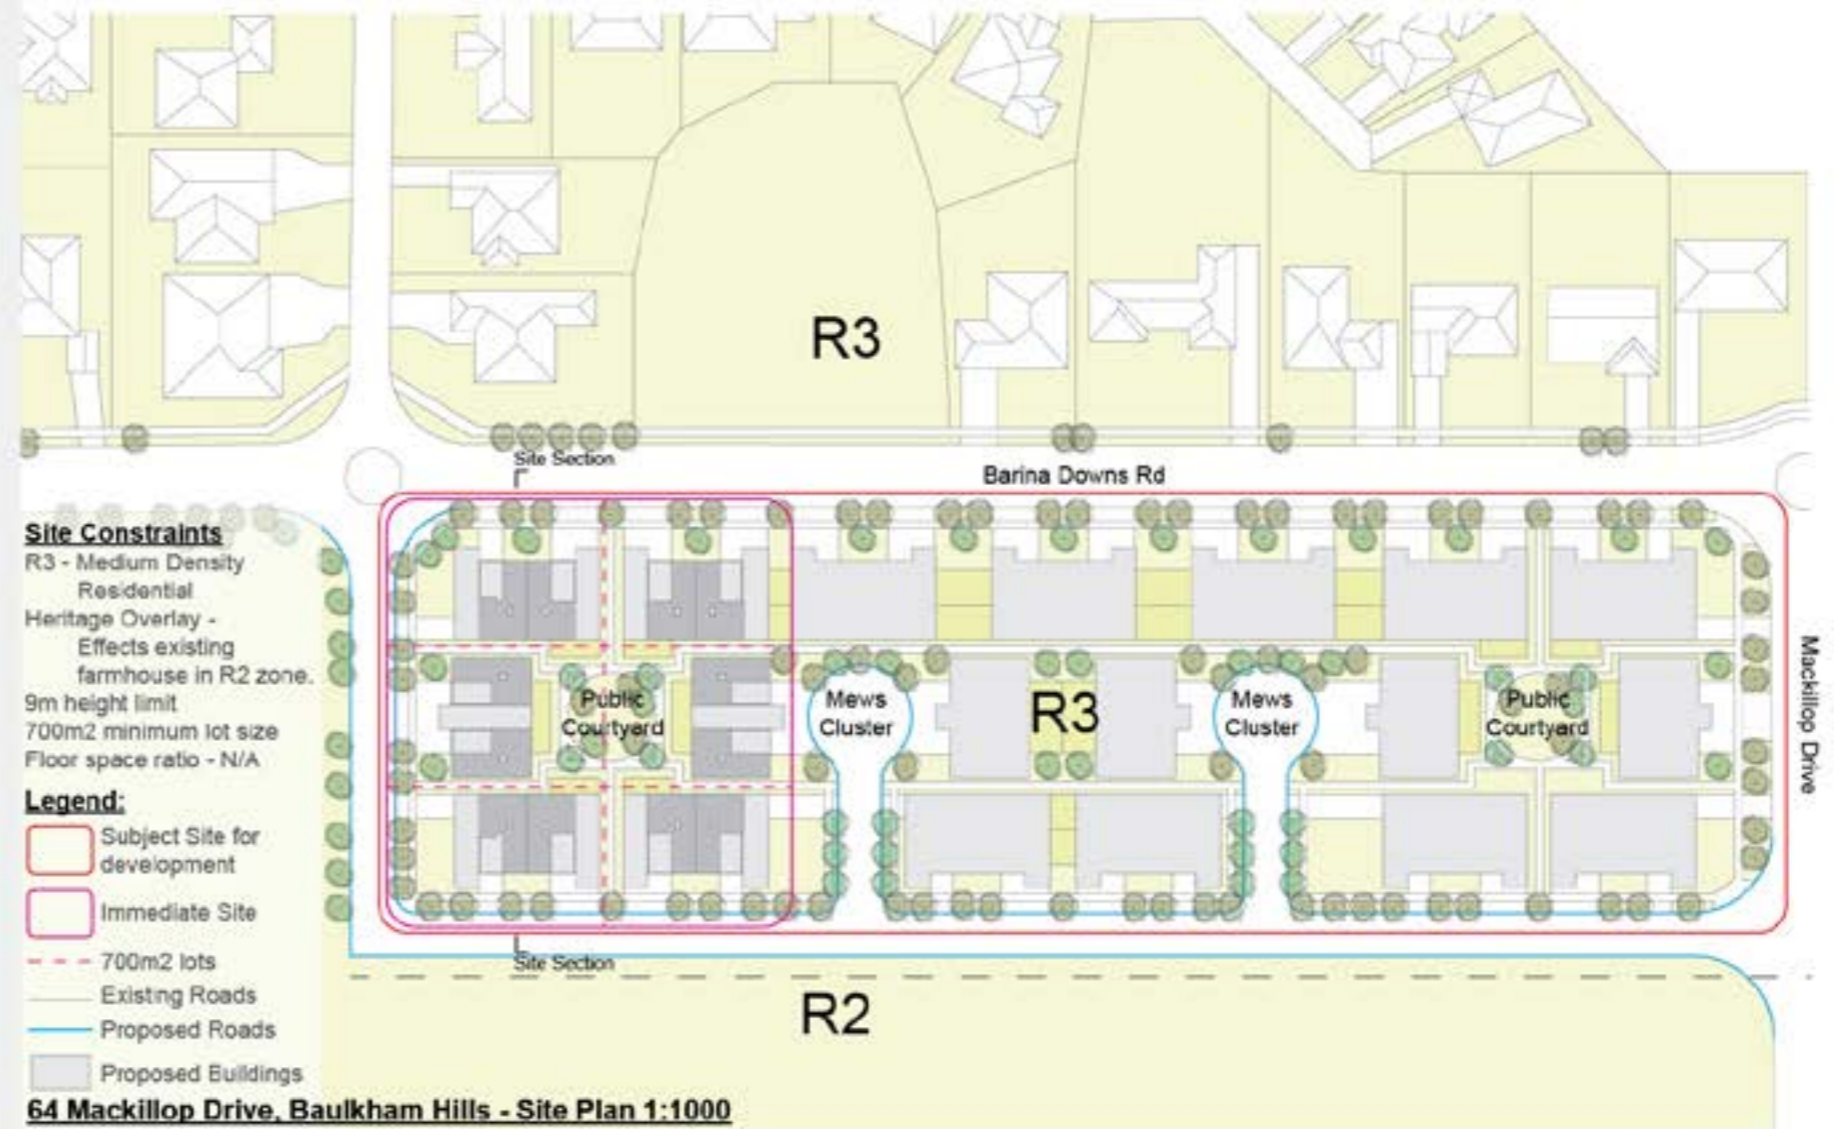 R3
Site Section
Barina Downs Rd
Site Constraints
R3 - Medium Density
Residential
Heritage Overlay -
Effects existing
farmhouse in R2 zone.
9m height limit
700m2 minimum lot size
Floor space ratio - N/A
Legend:
Subject Site for
development
Immediate Site
700m2 lots
Existing Roads
Proposed Roads
Proposed Buildings
Public
Courtyard
Mews
Cluster
R3
Mews
Cluster
Public
Courtyard
Mackillop Drive
Site Section
R2
64 Mackillop Drive, Baulkham Hills - Site Plan 1:1000